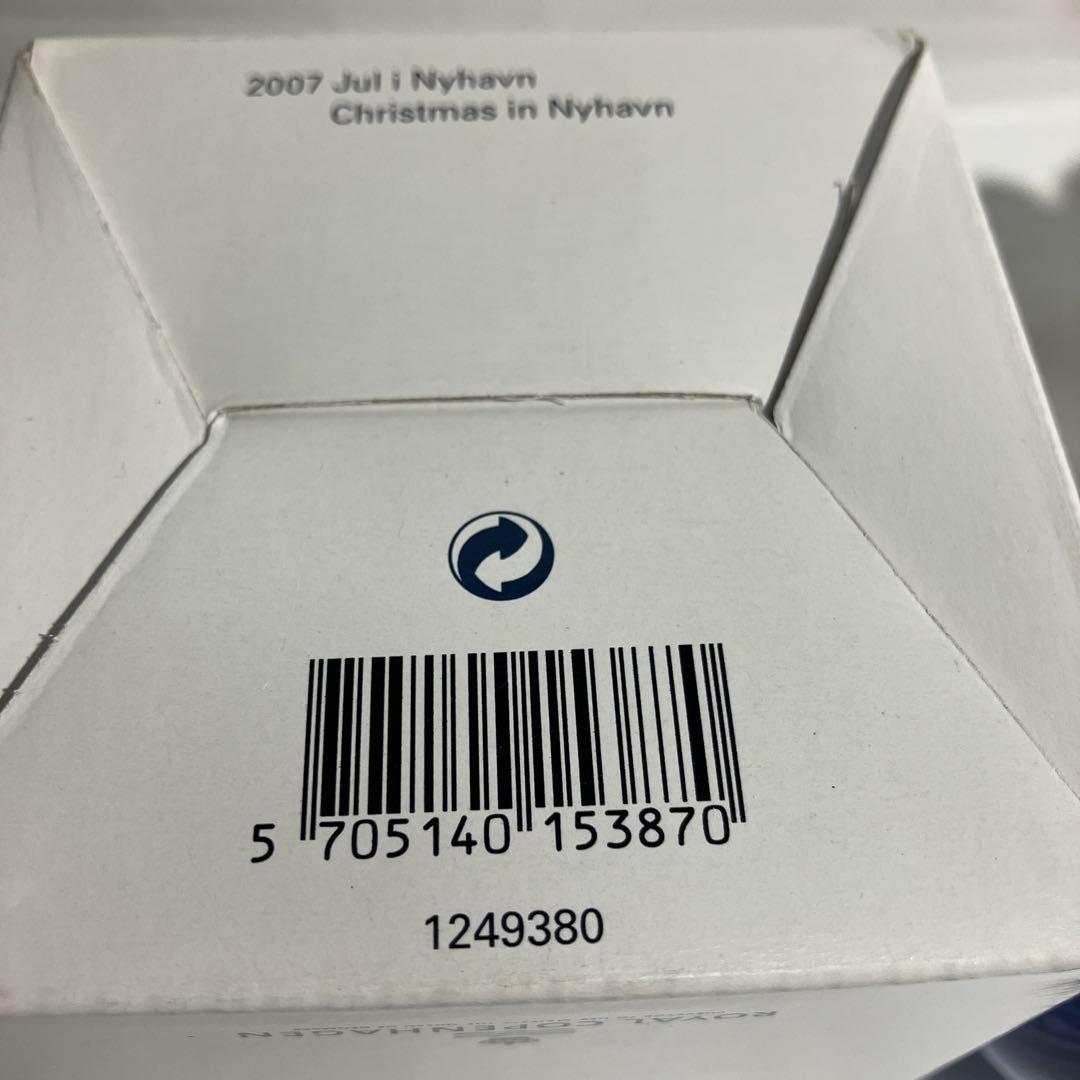 2007 Jul i Nyhavn
Christmas in Nyhavn
5 705140 153870
1249380
ROYAL COPENHAGEN